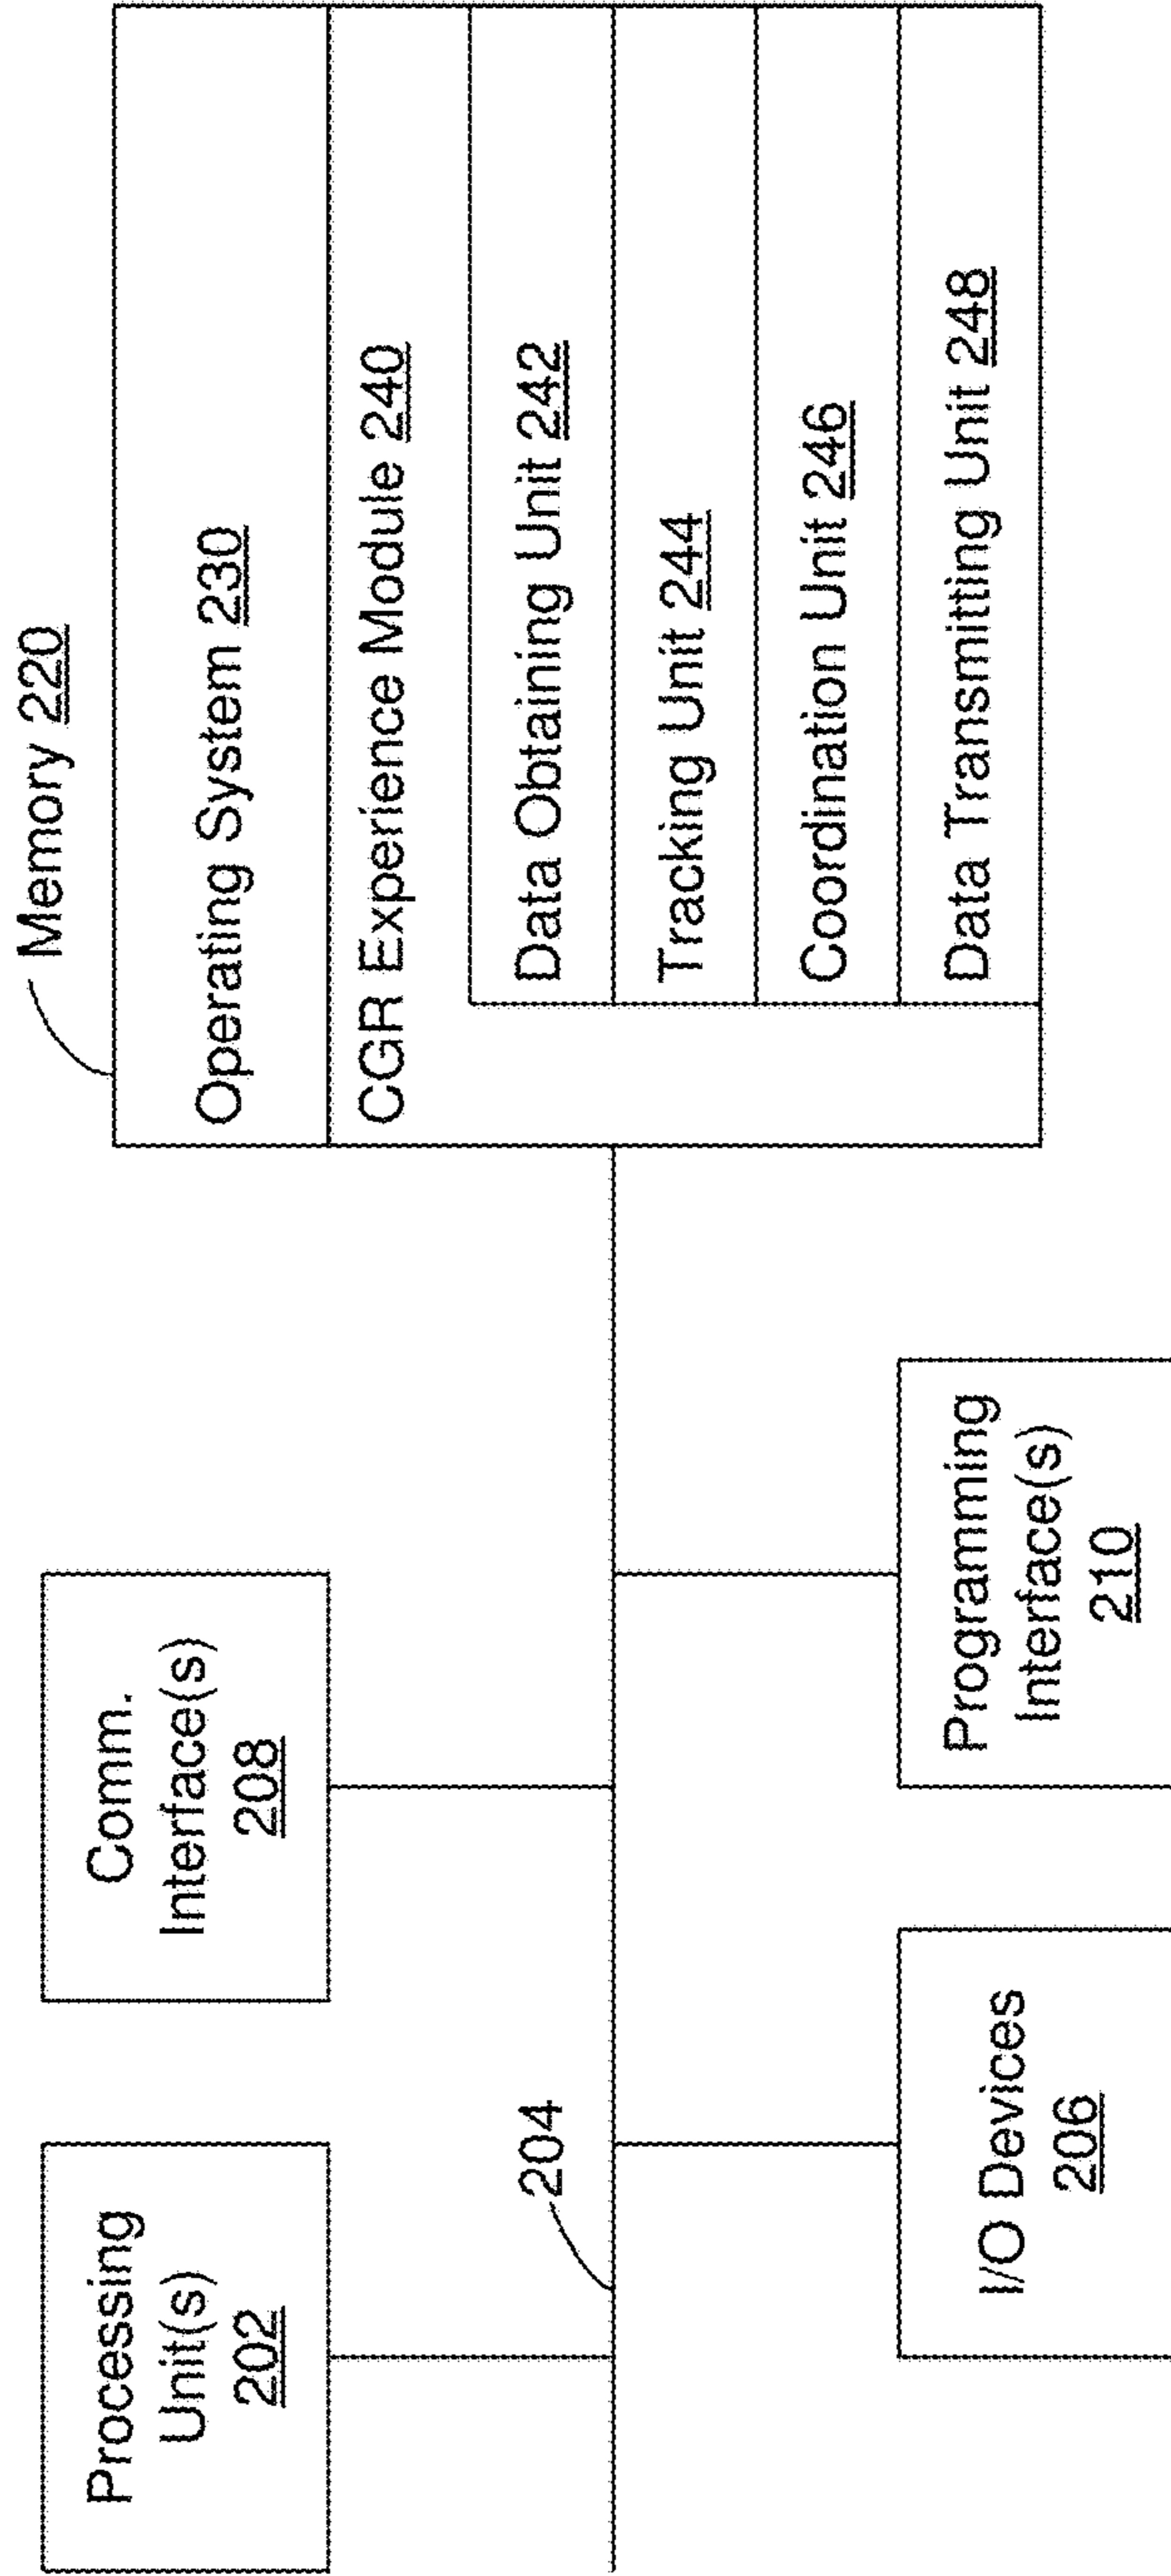 Processing
Unit(s)
202
Comm.
Interface(s)
208
Memory 220
Operating System 230
CGR Experience Module 240
Data Obtaining Unit 242
Tracking Unit 244
Coordination Unit 246
Data Transmitting Unit 248
204
I/O Devices
206
Programming
Interface(s)
210